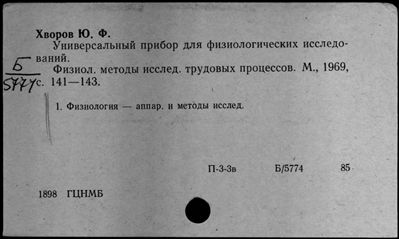 Хворов Ю. Ф.
Универсальный прибор для физиологических исследо-
ваний.
Б
Физиол. методы исслед. трудовых процессов. М., 1969,
5774
с. 141—143.
1. Физиология — аппар. и методы исслед.
П-3-3в Б/5774 85
1898 ГЦНМБ